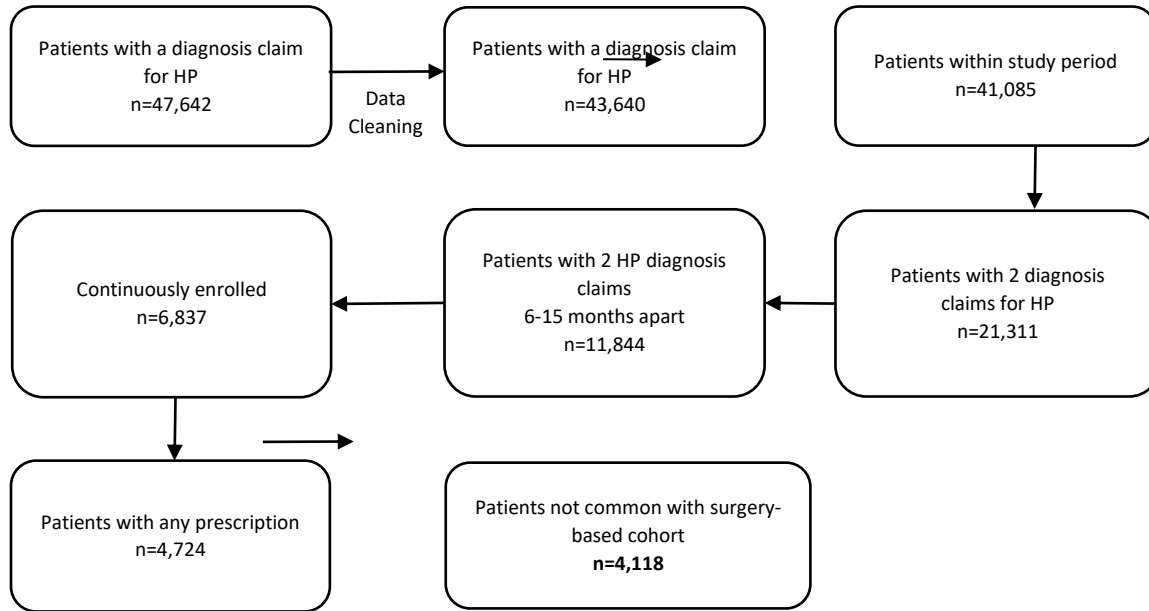 Patients with a diagnosis claim
for HP
n=47,642
Data
Cleaning
Patients with a diagnosis claim
for HP
n=43,640
Patients within study period
n=41,085
Patients with 2 diagnosis
claims for HP
n=21,311
Patients with 2 HP diagnosis
claims
6-15 months apart
n=11,844
Continuously enrolled
n=6,837
Patients with any prescription
n=4,724
Patients not common with surgery-
based cohort
n=4,118